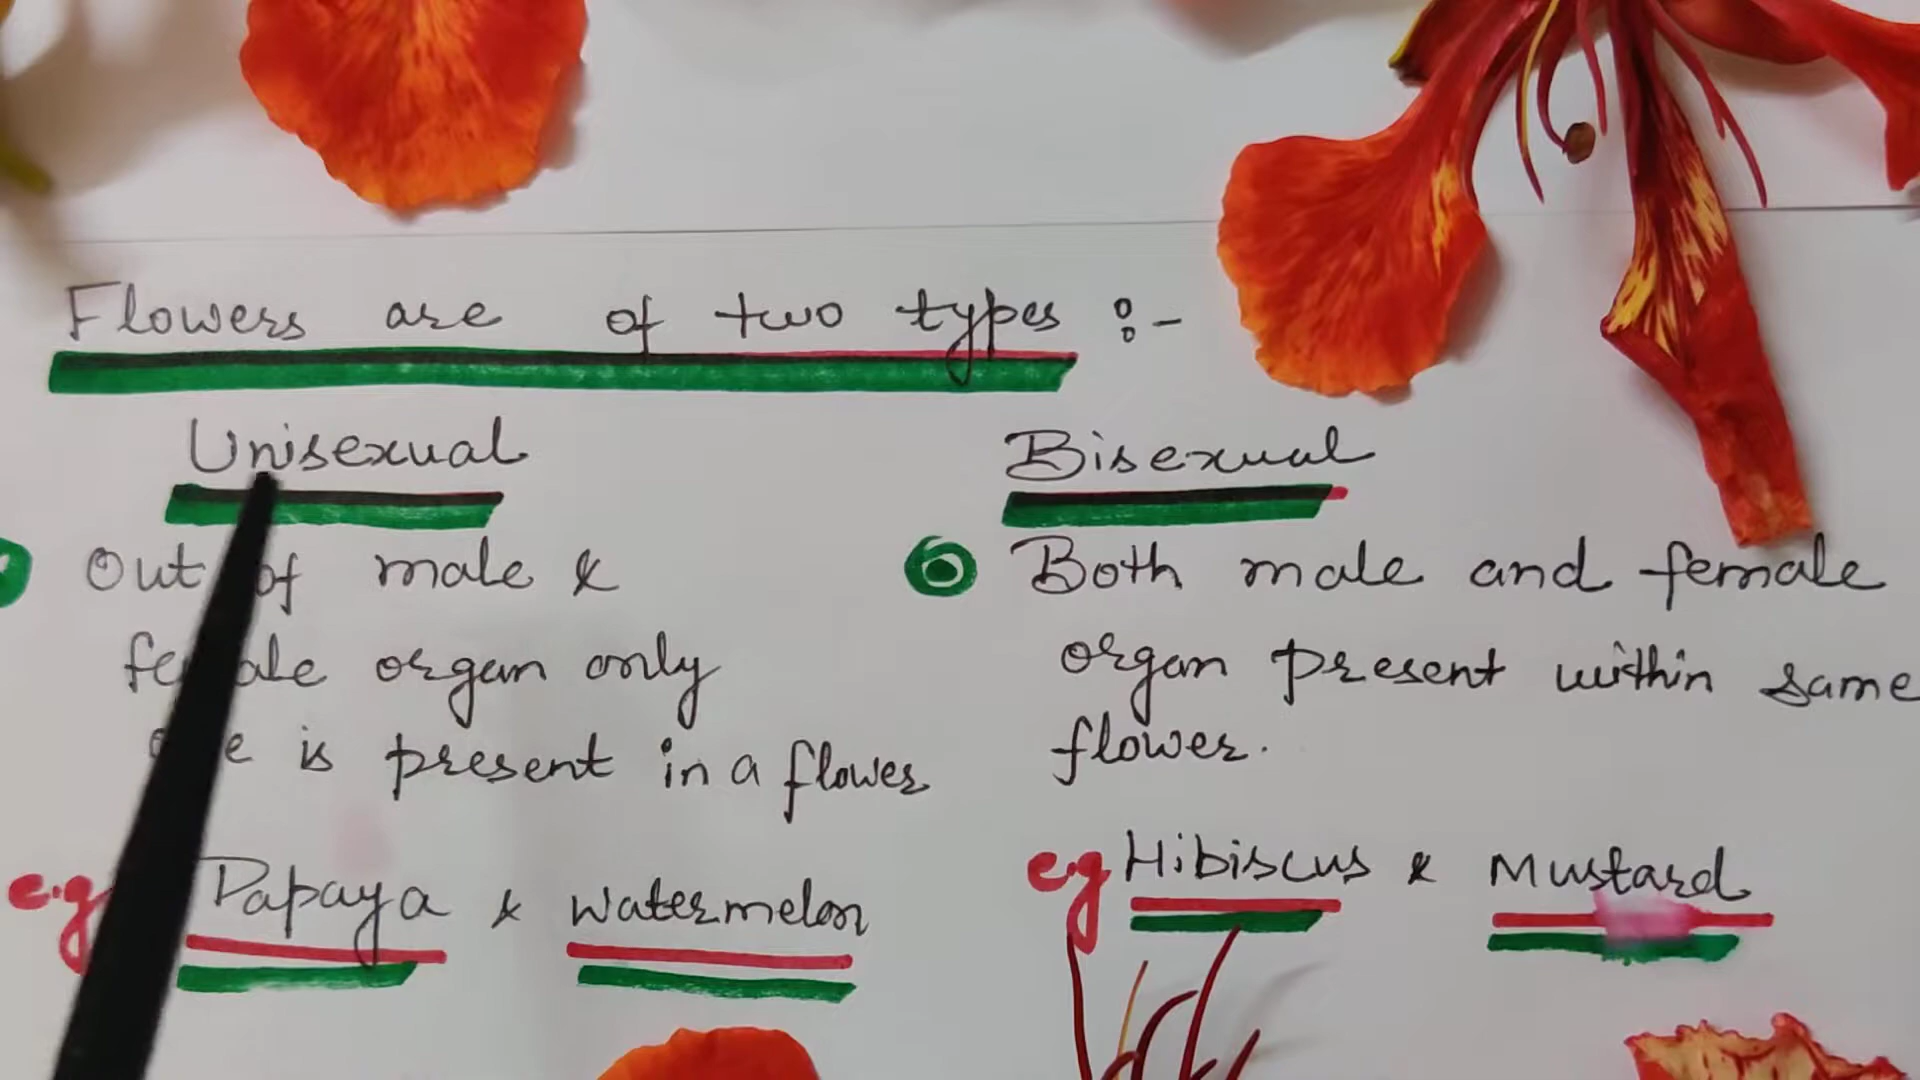 Flowers are of two types :-
Unisexual
Out of male &
female organ only
one is present in a flower
e.g Papaya & Watermelon
Bisexual
Both male and female
organ present within same
flower.
e.g Hibiscus & Mustard